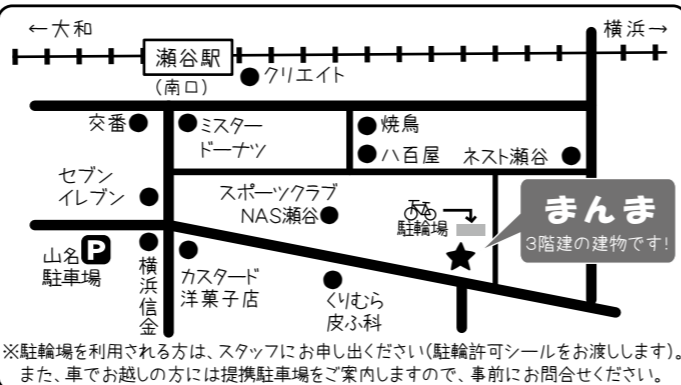 ←大和
横浜→
瀬谷駅
(南口)
クリエイト
交番
ミスター
ドーナツ
焼鳥
八百屋
ネスト瀬谷
セブン
イレブン
スポーツクラブ
NAS瀬谷
駐輪場
まんま
3階建の建物です!
山名
駐車場
P
横浜信金
カスタード
洋菓子店
くりむら
皮ふ科
※駐輪場を利用される方は、スタッフにお申し出ください(駐輪許可シールをお渡しします)。
また、車でお越しの方には提携駐車場をご案内しますので、事前にお問合せください。